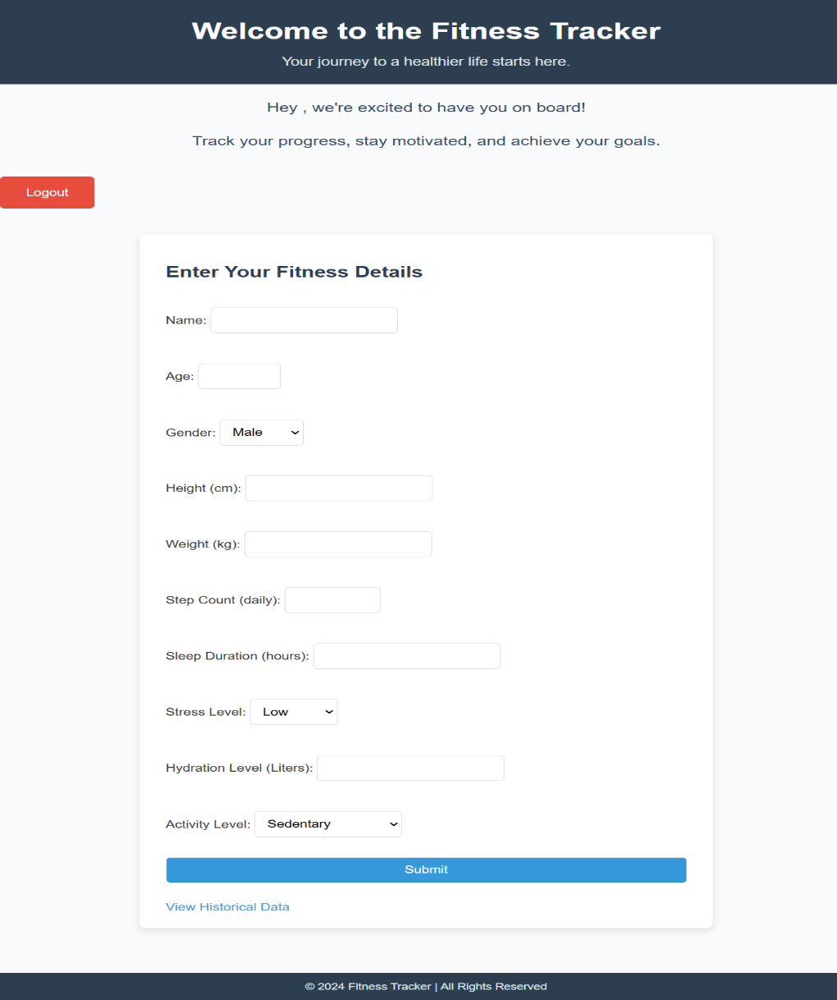 Welcome to the Fitness Tracker
Your journey to a healthier life starts here.
Hey , we're excited to have you on board!
Track your progress, stay motivated, and achieve your goals.
Logout
Enter Your Fitness Details
Name:
Age:
Gender: Male
Height (cm):
Weight (kg):
Step Count (daily):
Sleep Duration (hours):
Stress Level: Low
Hydration Level (Liters):
Activity Level: Sedentary
Submit
View Historical Data
© 2024 Fitness Tracker | All Rights Reserved